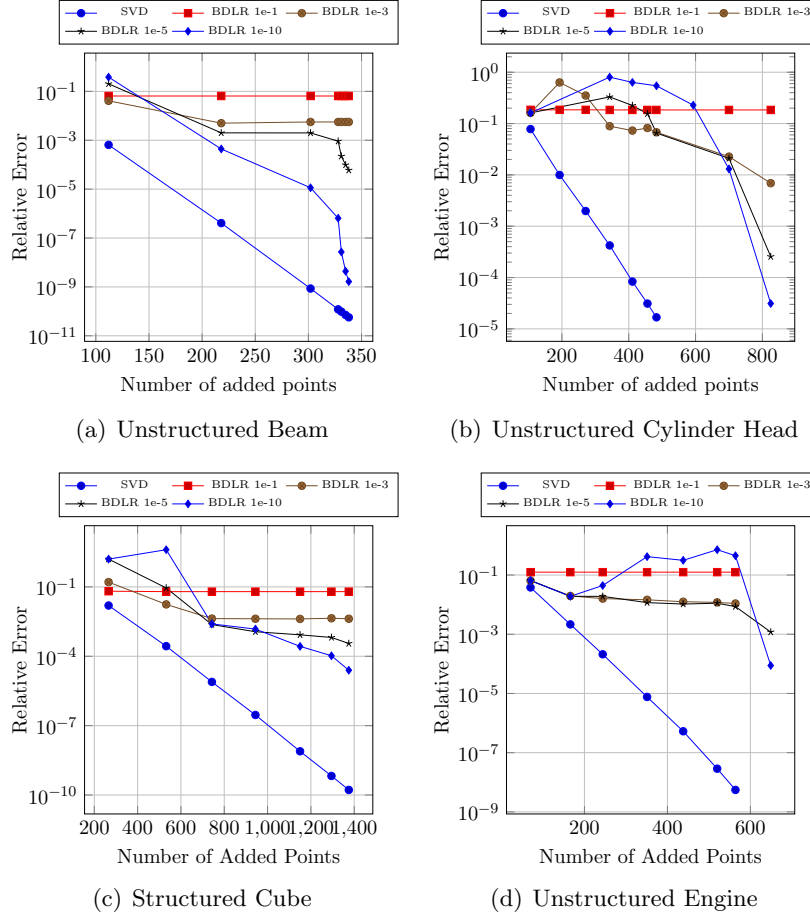 SVD BDLR 1e-1 BDLR 1e-3
BDLR 1e-5 BDLR 1e-10
10^−1
10^−3
10^−5
10^−7
10^−9
10^−11
Relative Error
100 150 200 250 300 350
Number of added points
(a) Unstructured Beam
SVD BDLR 1e-1 BDLR 1e-3
BDLR 1e-5 BDLR 1e-10
10^0
10^−1
10^−2
10^−3
10^−4
10^−5
Relative Error
200 400 600 800
Number of added points
(b) Unstructured Cylinder Head
SVD BDLR 1e-1 BDLR 1e-3
BDLR 1e-5 BDLR 1e-10
10^−1
10^−4
10^−7
10^−10
Relative Error
200 400 600 800 1,000 1,200 1,400
Number of Added Points
(c) Structured Cube
SVD BDLR 1e-1 BDLR 1e-3
BDLR 1e-5 BDLR 1e-10
10^−1
10^−3
10^−5
10^−7
10^−9
Relative Error
200 400 600
Number of Added Points
(d) Unstructured Engine